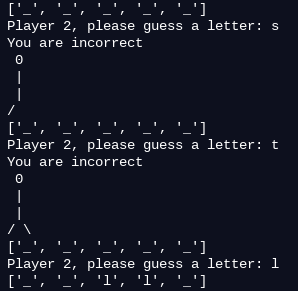 ['_', '_', '_', '_', '_']
Player 2, please guess a letter: s
You are incorrect
 0
 |
 |
/
['_', '_', '_', '_', '_']
Player 2, please guess a letter: t
You are incorrect
 0
 |
 |
/ \
['_', '_', '_', '_', '_']
Player 2, please guess a letter: l
['_', '_', 'l', 'l', '_']